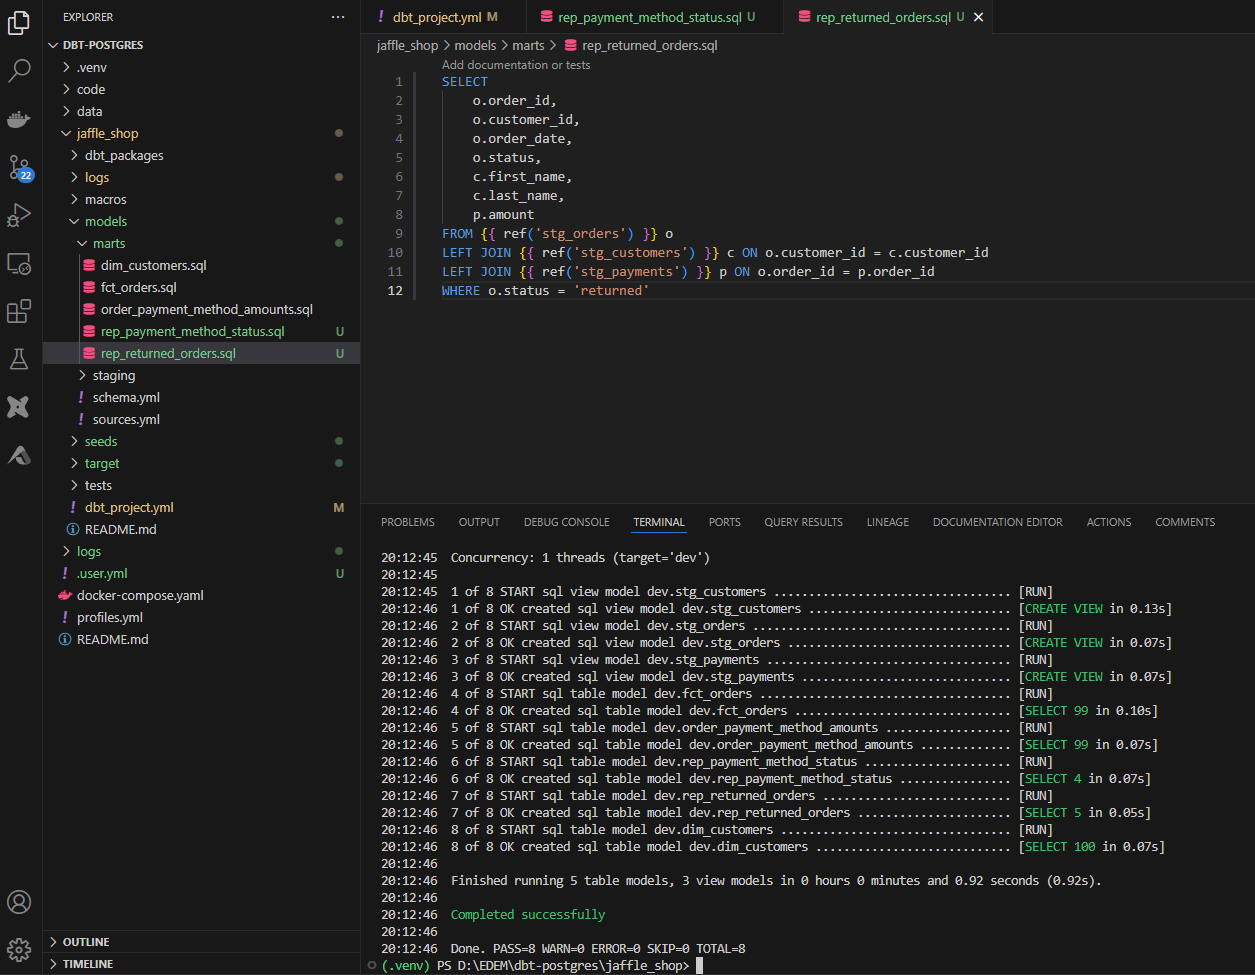 EXPLORER
DBT-POSTGRES
.venv
code
data
jaffle_shop
dbt_packages
logs
macros
models
marts
dim_customers.sql
fct_orders.sql
order_payment_method_amounts.sql
rep_payment_method_status.sql U
rep_returned_orders.sql U
staging
schema.yml
sources.yml
seeds
target
tests
dbt_project.yml M
README.md
logs
.user.yml U
docker-compose.yaml
profiles.yml
README.md
OUTLINE
TIMELINE
22
dbt_project.yml M rep_payment_method_status.sql U rep_returned_orders.sql U
jaffle_shop > models > marts > rep_returned_orders.sql
Add documentation or tests
1 SELECT
2 o.order_id,
3 o.customer_id,
4 o.order_date,
5 o.status,
6 c.first_name,
7 c.last_name,
8 p.amount
9 FROM {{ ref('stg_orders') }} o
10 LEFT JOIN {{ ref('stg_customers') }} c ON o.customer_id = c.customer_id
11 LEFT JOIN {{ ref('stg_payments') }} p ON o.order_id = p.order_id
12 WHERE o.status = 'returned'
PROBLEMS OUTPUT DEBUG CONSOLE TERMINAL PORTS QUERY RESULTS LINEAGE DOCUMENTATION EDITOR ACTIONS COMMENTS
20:12:45 Concurrency: 1 threads (target='dev')
20:12:45
20:12:45 1 of 8 START sql view model dev.stg_customers .................................. [RUN]
20:12:46 1 of 8 OK created sql view model dev.stg_customers ............................. [CREATE VIEW in 0.13s]
20:12:46 2 of 8 START sql view model dev.stg_orders ..................................... [RUN]
20:12:46 2 of 8 OK created sql view model dev.stg_orders ................................ [CREATE VIEW in 0.07s]
20:12:46 3 of 8 START sql view model dev.stg_payments ................................... [RUN]
20:12:46 3 of 8 OK created sql view model dev.stg_payments .............................. [CREATE VIEW in 0.07s]
20:12:46 4 of 8 START sql table model dev.fct_orders .................................... [RUN]
20:12:46 4 of 8 OK created sql table model dev.fct_orders ............................... [SELECT 99 in 0.10s]
20:12:46 5 of 8 START sql table model dev.order_payment_method_amounts .................. [RUN]
20:12:46 5 of 8 OK created sql table model dev.order_payment_method_amounts ............. [SELECT 99 in 0.07s]
20:12:46 6 of 8 START sql table model dev.rep_payment_method_status ..................... [RUN]
20:12:46 6 of 8 OK created sql table model dev.rep_payment_method_status ................ [SELECT 4 in 0.07s]
20:12:46 7 of 8 START sql table model dev.rep_returned_orders ........................... [RUN]
20:12:46 7 of 8 OK created sql table model dev.rep_returned_orders ...................... [SELECT 5 in 0.05s]
20:12:46 8 of 8 START sql table model dev.dim_customers ................................. [RUN]
20:12:46 8 of 8 OK created sql table model dev.dim_customers ............................ [SELECT 100 in 0.07s]
20:12:46
20:12:46 Finished running 5 table models, 3 view models in 0 hours 0 minutes and 0.92 seconds (0.92s).
20:12:46
20:12:46 Completed successfully
20:12:46
20:12:46 Done. PASS=8 WARN=0 ERROR=0 SKIP=0 TOTAL=8
(.venv) PS D:\EDEM\dbt-postgres\jaffle_shop>